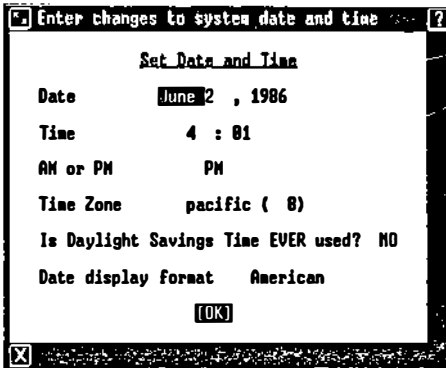 Enter changes to system date and time ?
Set Date and Time
Date June 2 , 1986
Time 4 : 01
AM or PM PM
Time Zone pacific ( 8)
Is Daylight Savings Time EVER used? NO
Date display format American
[OK]
X